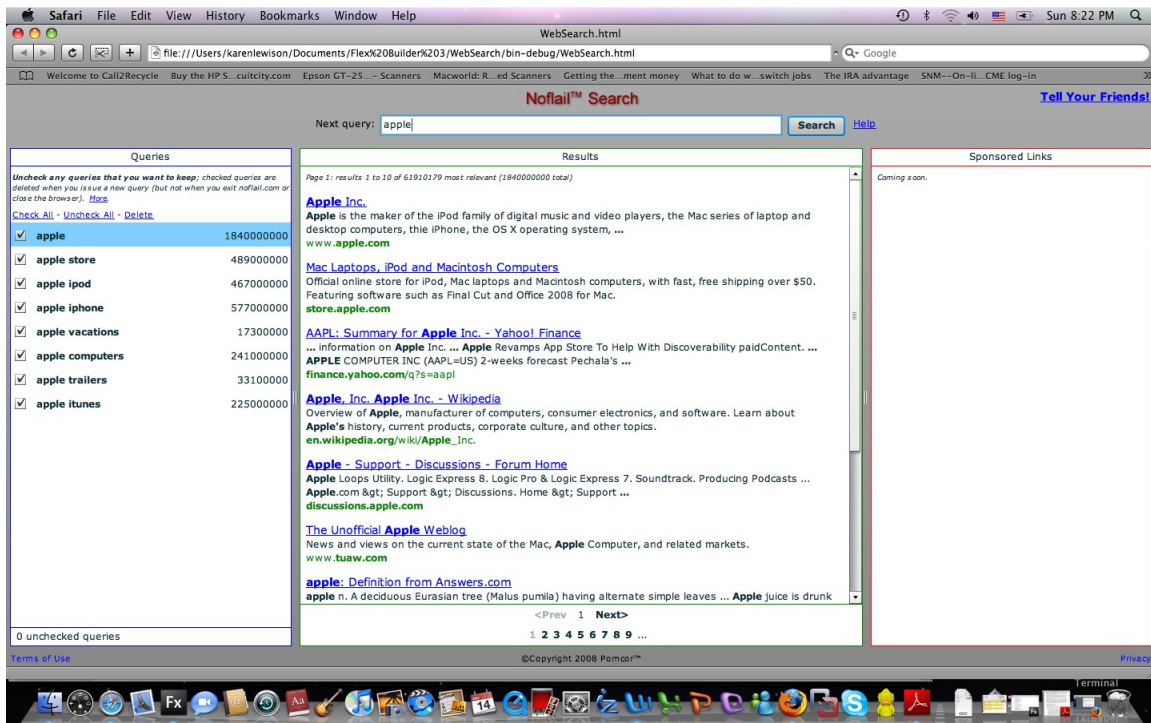 Safari File Edit View History Bookmarks Window Help Sun 8:22 PM
WebSearch.html
file:///Users/karenlewison/Documents/Flex%20Builder%203/WebSearch/bin-debug/WebSearch.html
Google
Welcome to Call2Recycle Buy the HP S...cuitcity.com Epson GT-25...- Scanners Macworld: R...ed Scanners Getting the...ment money What to do w...switch jobs The IRA advantage SNM--On-li...CME log-in
Noflail™ Search
Tell Your Friends!
Next query: apple Search Help
Queries
Uncheck any queries that you want to keep; checked queries are
deleted when you issue a new query (but not when you exit noflail.com or
close the browser). More.
Check All - Uncheck All - Delete
apple 1840000000
apple store 489000000
apple ipod 467000000
apple iphone 577000000
apple vacations 17300000
apple computers 241000000
apple trailers 33100000
apple itunes 225000000
0 unchecked queries
Results
Page 1: results 1 to 10 of 61910179 most relevant (1840000000 total)
Apple Inc.
Apple is the maker of the iPod family of digital music and video players, the Mac series of laptop and
desktop computers, thie iPhone, the OS X operating system, ...
www.apple.com
Mac Laptops, iPod and Macintosh Computers
Official online store for iPod, Mac laptops and Macintosh computers, with fast, free shipping over $50.
Featuring software such as Final Cut and Office 2008 for Mac.
store.apple.com
AAPL: Summary for Apple Inc. - Yahoo! Finance
... information on Apple Inc. ... Apple Revamps App Store To Help With Discoverability paidContent. ...
APPLE COMPUTER INC (AAPL=US) 2-weeks forecast Pechala's ...
finance.yahoo.com/q?s=aapl
Apple, Inc. Apple Inc. - Wikipedia
Overview of Apple, manufacturer of computers, consumer electronics, and software. Learn about
Apple's history, current products, corporate culture, and other topics.
en.wikipedia.org/wiki/Apple_Inc.
Apple - Support - Discussions - Forum Home
Apple Loops Utility. Logic Express 8. Logic Pro & Logic Express 7. Soundtrack. Producing Podcasts ...
Apple.com &gt; Support &gt; Discussions. Home &gt; Support ...
discussions.apple.com
The Unofficial Apple Weblog
News and views on the current state of the Mac, Apple Computer, and related markets.
www.tuaw.com
apple: Definition from Answers.com
apple n. A deciduous Eurasian tree (Malus pumila) having alternate simple leaves ... Apple juice is drunk
<Prev 1 Next>
1 2 3 4 5 6 7 8 9 ...
Sponsored Links
Coming soon.
Terms of Use ©Copyright 2008 Pomcor™ Privacy
Terminal
Fx
Aa
14